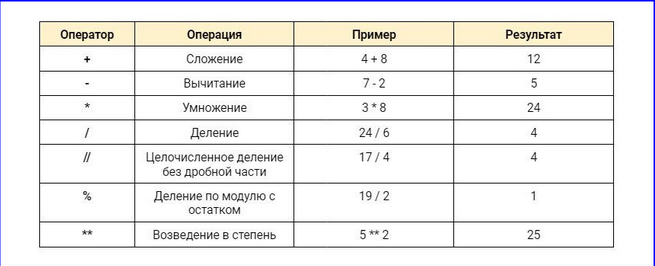 Оператор Операция Пример Результат
+ Сложение 4 + 8 12
- Вычитание 7 - 2 5
* Умножение 3 * 8 24
/ Деление 24 / 6 4
// Целочисленное деление 17 / 4 4
без дробной части
% Деление по модулю с 19 / 2 1
остатком
** Возведение в степень 5 ** 2 25